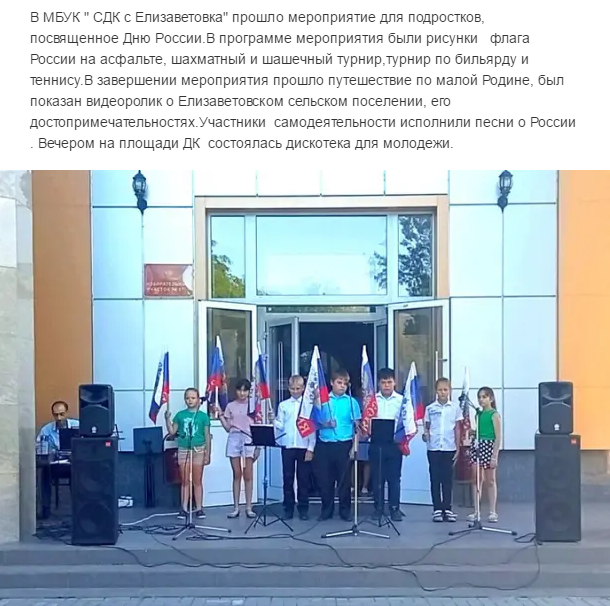 В МБУК " СДК с Елизаветовка" прошло мероприятие для подростков,
посвященное Дню России.В программе мероприятия были рисунки   флага
России на асфальте, шахматный и шашечный турнир,турнир по бильярду и
теннису.В завершении мероприятия прошло путешествие по малой Родине, был
показан видеоролик о Елизаветовском сельском поселении, его
достопримечательностях.Участники  самодеятельности исполнили песни о России
. Вечером на площади ДК  состоялась дискотека для молодежи.
ИЗБИРАТЕЛЬНЫЙ
УЧАСТОК